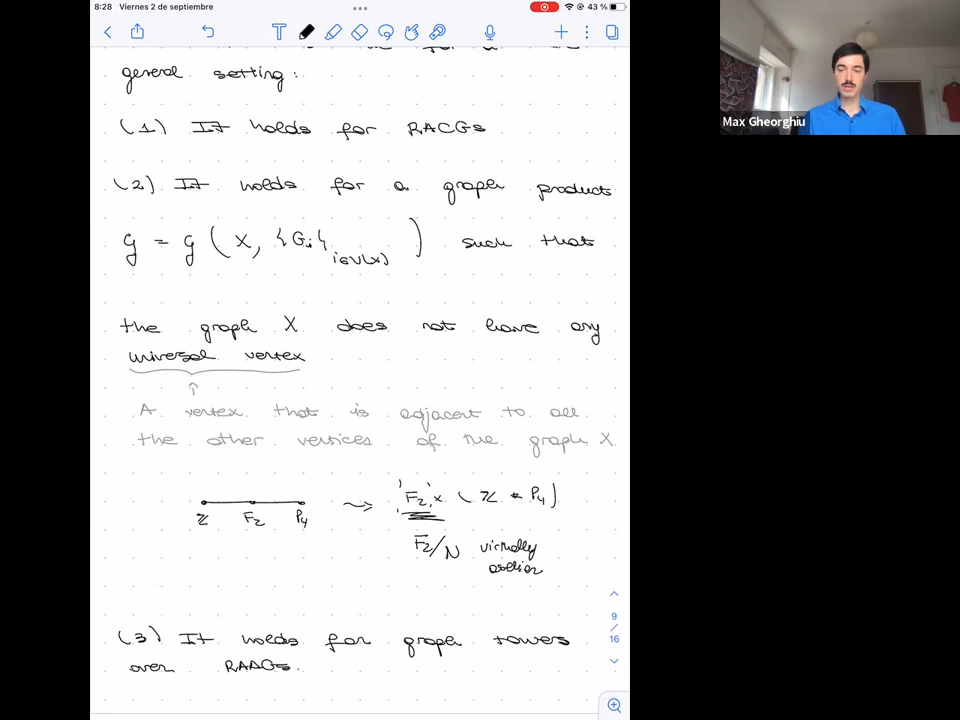 8:28 Viernes 2 de septiembre
43 %
general setting:
(1) It holds for RACGs
(2) It holds for a graph product
G = G ( X, {Gi} i∈V(X) ) such that
the graph X does not have any
universal vertex
A vertex that is adjacent to all
the other vertices of the graph X.
ℤ F₂ P₄ ⇝ F₂ × ( ℤ * P₄ )
F₂/N virtually
abelian
(3) It holds for graph towers
over RAAGs.
9
/
16
Max Gheorghiu